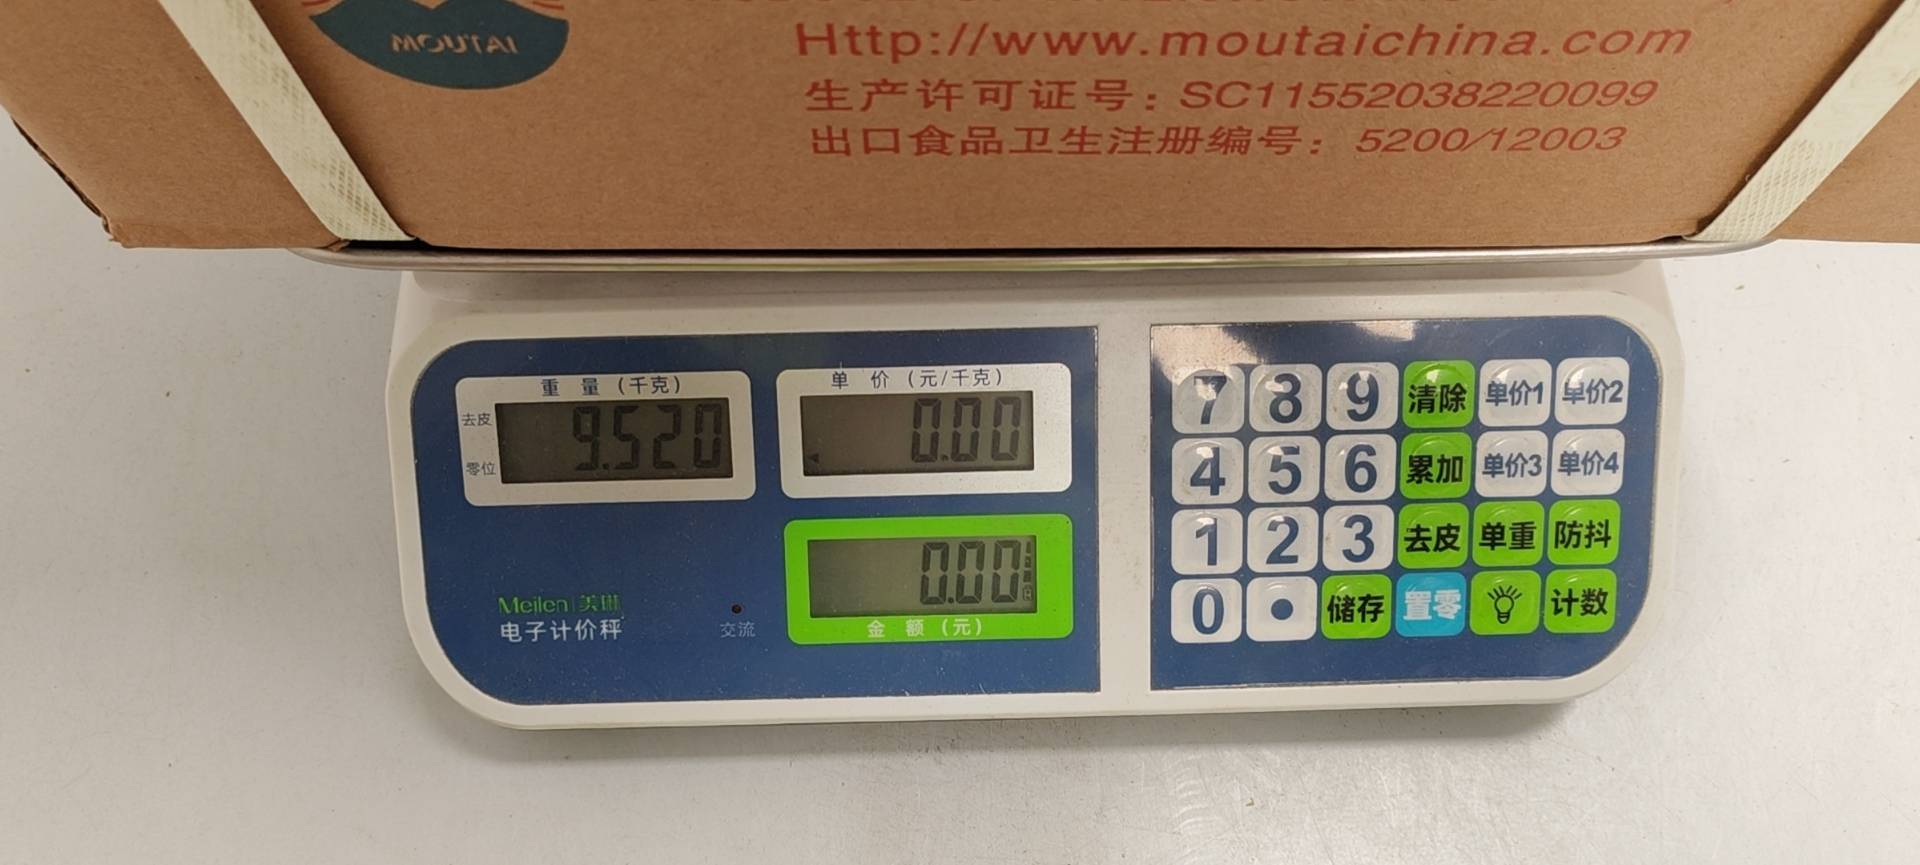 MOUTAI
Http://www.moutaichina.com
生产许可证号: SC11552038220099
出口食品卫生注册编号: 5200/12003
重 量 (千克)
去皮
零位
9.520
单 价 (元/千克)
0.00
0.00
金 额 (元)
Meilen|美琳
电子计价秤
交流
7 8 9 清除 单价1 单价2
4 5 6 累加 单价3 单价4
1 2 3 去皮 单重 防抖
0 • 储存 置零 计数